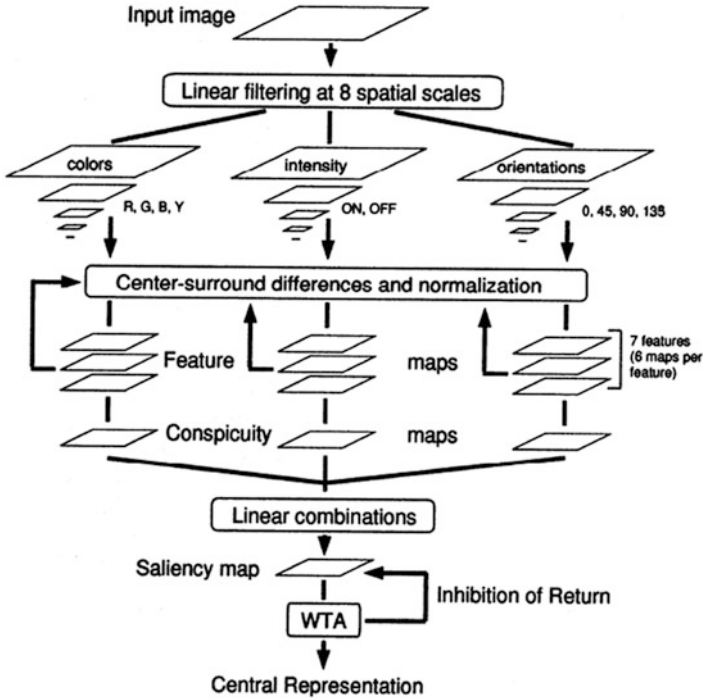 Input image
Linear filtering at 8 spatial scales
colors
intensity
orientations
R, G, B, Y
ON, OFF
0, 45, 90, 135
Center-surround differences and normalization
Feature maps
7 features
(6 maps per
feature)
Conspicuity maps
Linear combinations
Saliency map
Inhibition of Return
WTA
Central Representation